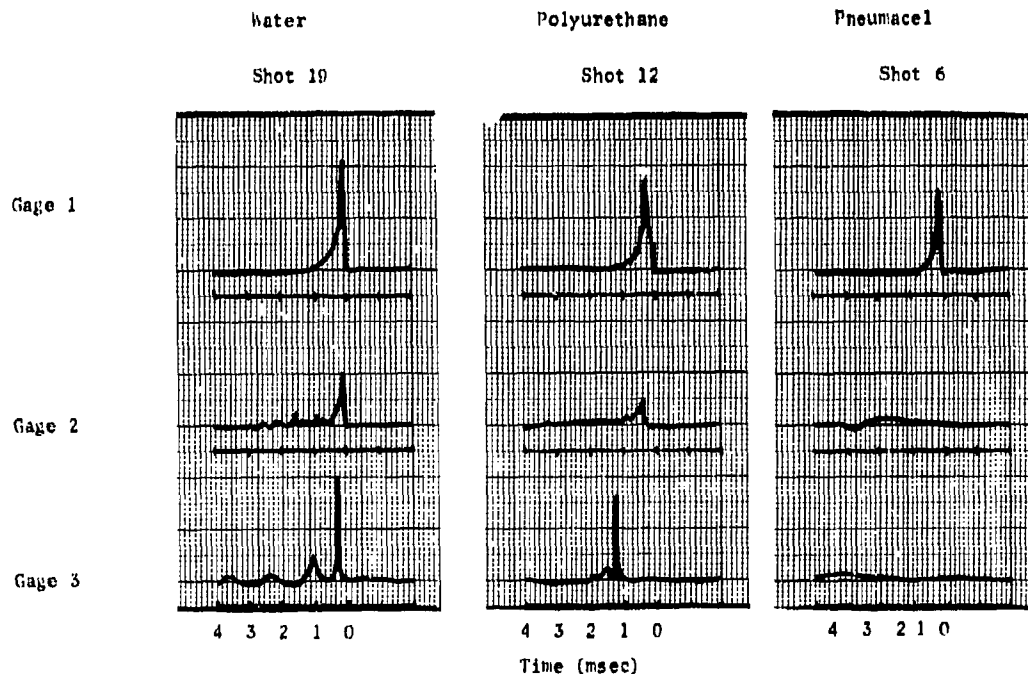 Water Polyurethane Pneumacel
Shot 19 Shot 12 Shot 6
Gage 1
Gage 2
Gage 3
4 3 2 1 0 4 3 2 1 0 4 3 2 1 0
Time (msec)